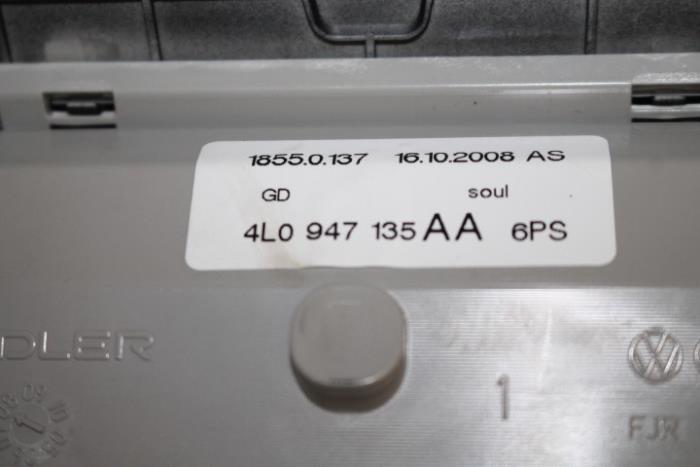 1855.0.137 16.10.2008 AS
GD soul
4L0 947 135 AA 6PS
DLER
1
FJR